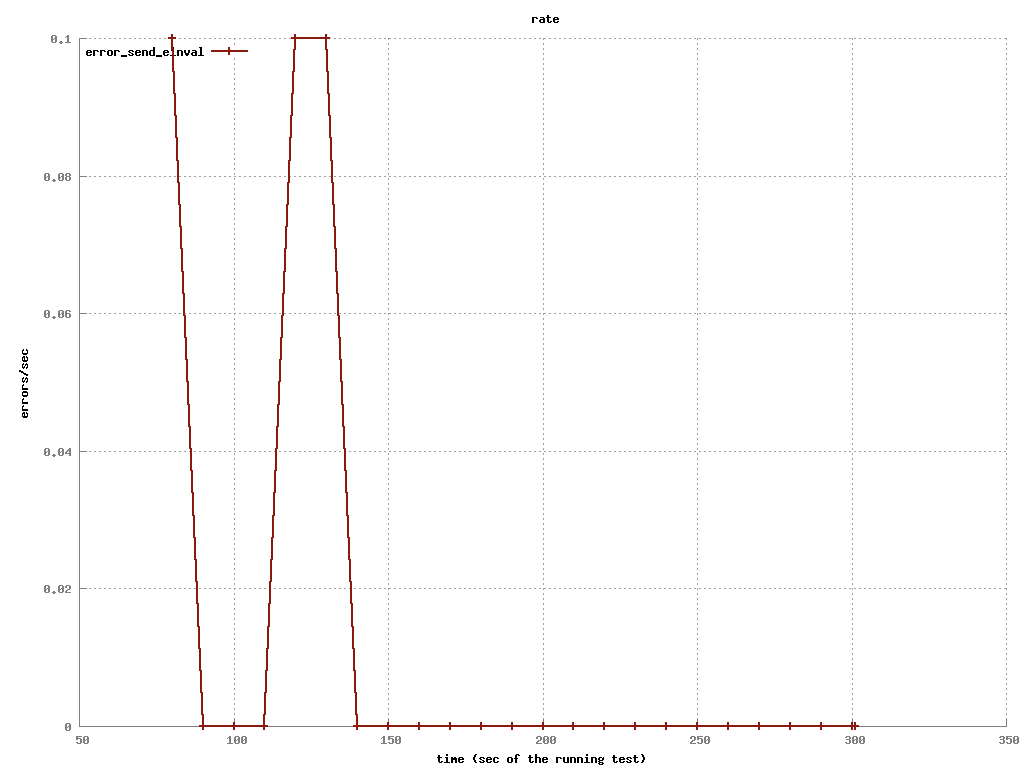 rate
error_send_einval
0.1
0.08
0.06
0.04
0.02
0
errors/sec
50 100 150 200 250 300 350
time (sec of the running test)